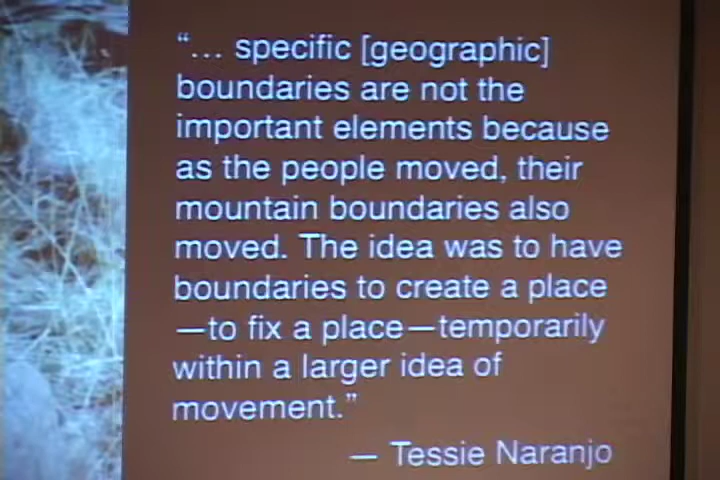 “… specific [geographic]
boundaries are not the
important elements because
as the people moved, their
mountain boundaries also
moved. The idea was to have
boundaries to create a place
—to fix a place—temporarily
within a larger idea of
movement.”
— Tessie Naranjo